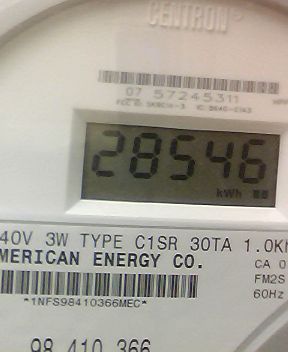 CENTRON®
07 57245311
28546
kWh
40V 3W TYPE C1SR 30TA 1.0Kh
MERICAN ENERGY CO.
CA 0
FM2S
60Hz
*1NFS98410366MEC*
98 410 366